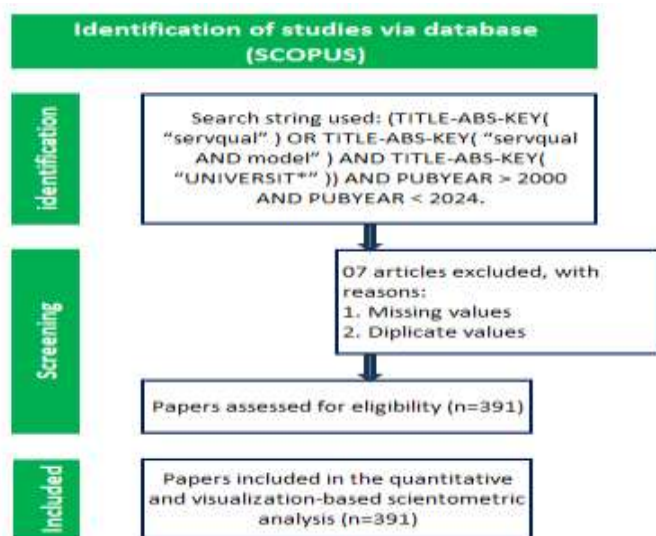 Identification of studies via database
(SCOPUS)
identification
Search string used: (TITLE-ABS-KEY(
“servqual” ) OR TITLE-ABS-KEY( “servqual
AND model” ) AND TITLE-ABS-KEY(
“UNIVERSIT*” )) AND PUBYEAR > 2000
AND PUBYEAR < 2024.
Screening
07 articles excluded, with
reasons:
1. Missing values
2. Diplicate values
Papers assessed for eligibility (n=391)
Included
Papers included in the quantitative
and visualization-based scientometric
analysis (n=391)